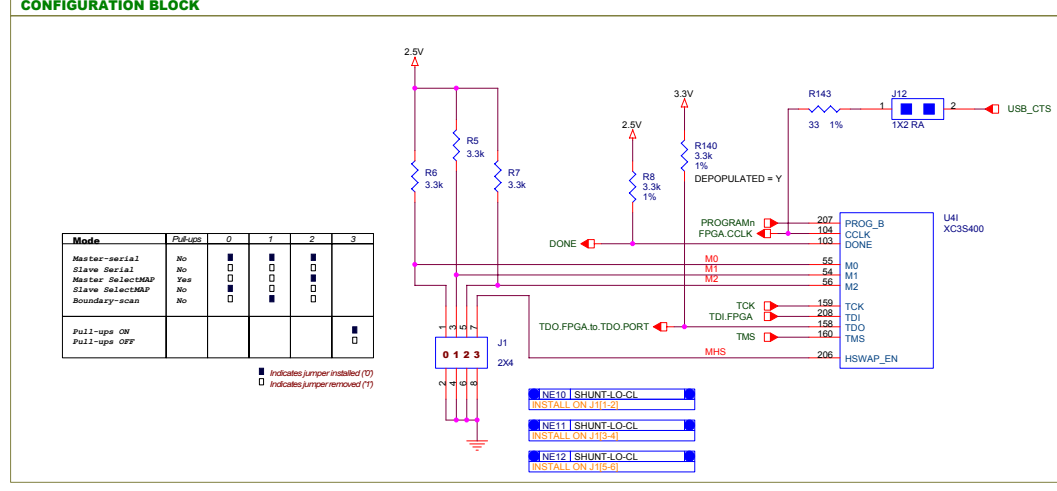 CONFIGURATION BLOCK
2.5V
R6
3.3k
R5
3.3k
R7
3.3k
2.5V
R8
3.3k
1%
3.3V
R140
3.3k
1%
DEPOPULATED = Y
R143
33 1%
J12
1 2
1X2 RA
USB_CTS
PROGRAMn
FPGA.CCLK
DONE
M0
M1
M2
TCK
TDI.FPGA
TDO.FPGA.to.TDO.PORT
TMS
MHS
U4I
XC3S400
207 PROG_B
104 CCLK
103 DONE
55 M0
54 M1
56 M2
159 TCK
208 TDI
158 TDO
160 TMS
206 HSWAP_EN
Mode Pull-ups 0 1 2 3
Master-serial No
Slave Serial No
Master SelectMAP Yes
Slave SelectMAP No
Boundary-scan No
Pull-ups ON
Pull-ups OFF
Indicates jumper installed ('0')
Indicates jumper removed ('1')
1 3 5 7
0 1 2 3
2 4 6 8
J1
2X4
NE10 SHUNT-LO-CL
INSTALL ON J1[1-2]
NE11 SHUNT-LO-CL
INSTALL ON J1[3-4]
NE12 SHUNT-LO-CL
INSTALL ON J1[5-6]